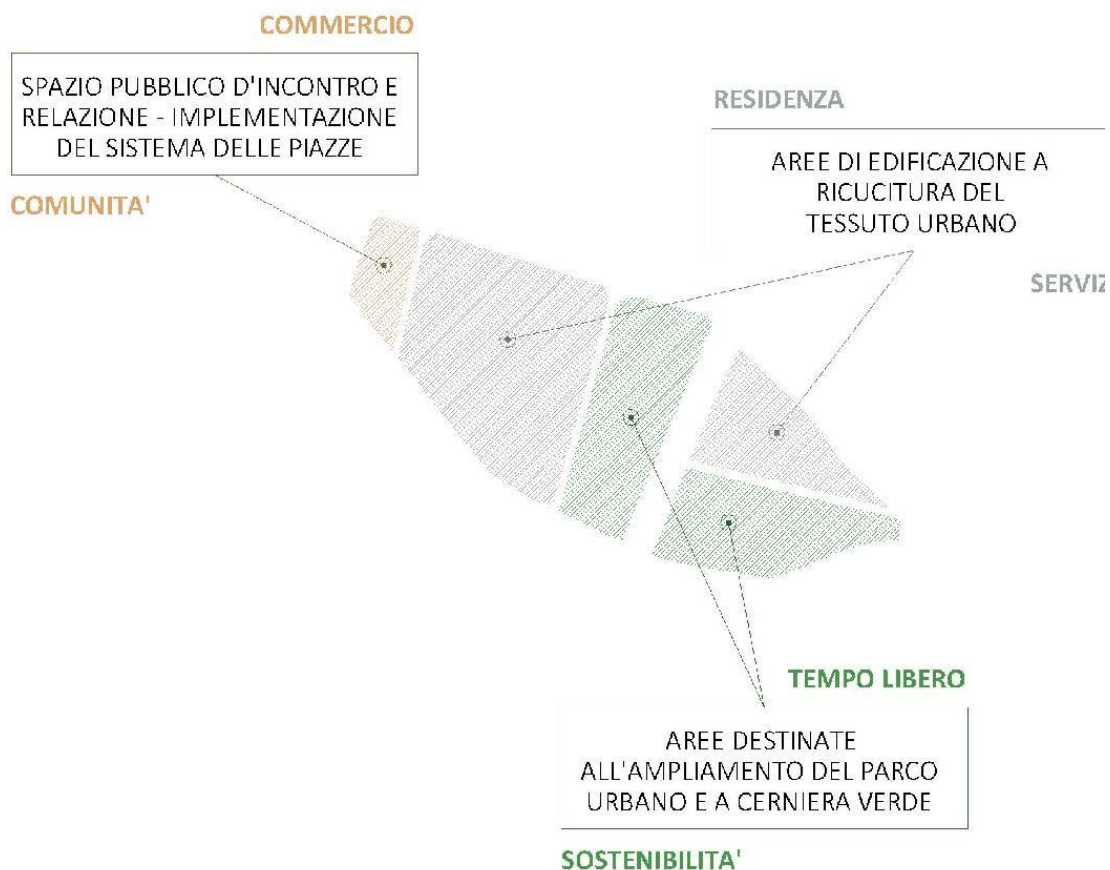 COMMERCIO
SPAZIO PUBBLICO D'INCONTRO E
RELAZIONE - IMPLEMENTAZIONE
DEL SISTEMA DELLE PIAZZE
COMUNITA'
RESIDENZA
AREE DI EDIFICAZIONE A
RICUCITURA DEL
TESSUTO URBANO
SERVIZ
TEMPO LIBERO
AREE DESTINATE
ALL'AMPLIAMENTO DEL PARCO
URBANO E A CERNIERA VERDE
SOSTENIBILITA'